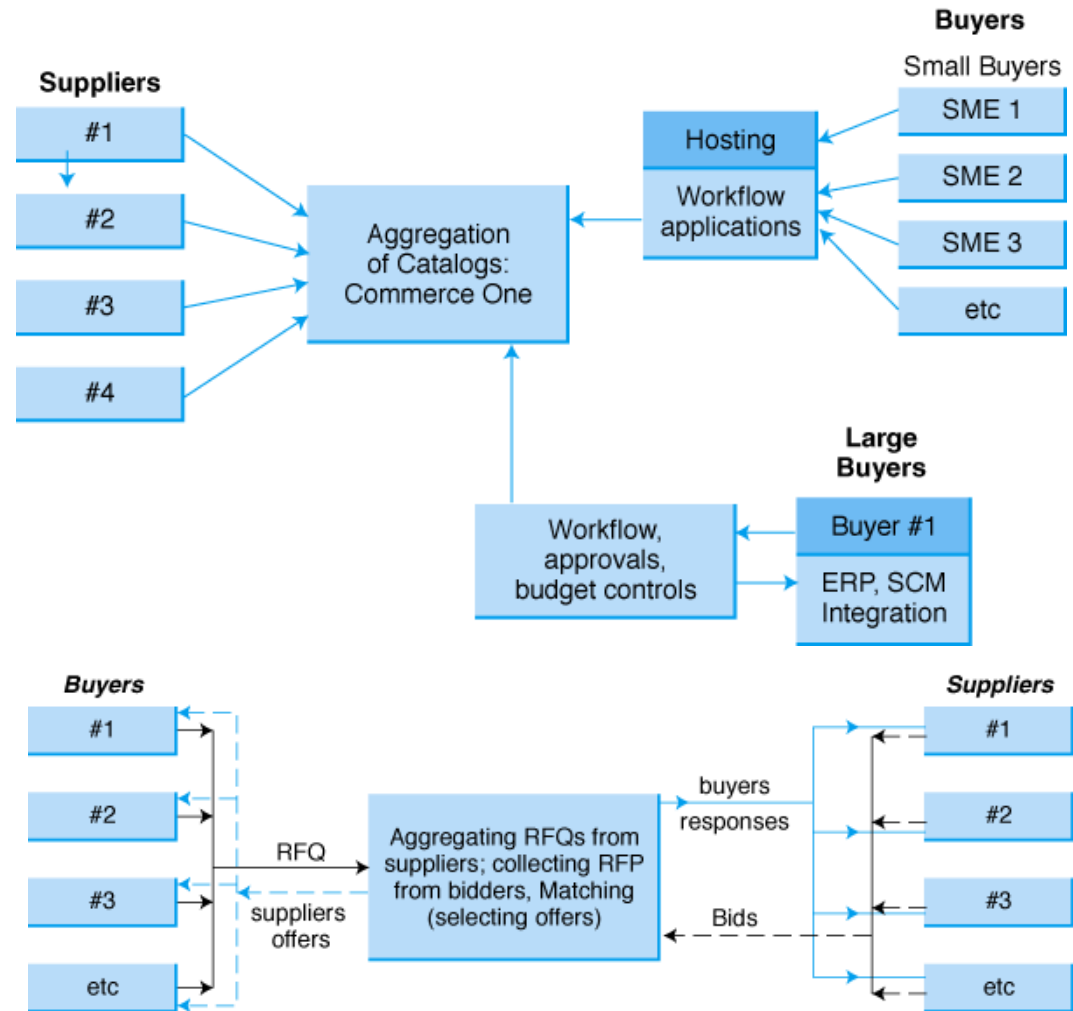 Buyers
Small Buyers
Suppliers
#1
#2
#3
#4
Aggregation
of Catalogs:
Commerce One
Hosting
Workflow
applications
SME 1
SME 2
SME 3
etc
Large
Buyers
Workflow,
approvals,
budget controls
Buyer #1
ERP, SCM
Integration
Buyers
#1
#2
#3
etc
RFQ
suppliers
offers
Aggregating RFQs from
suppliers; collecting RFP
from bidders, Matching
(selecting offers)
buyers
responses
Bids
Suppliers
#1
#2
#3
etc